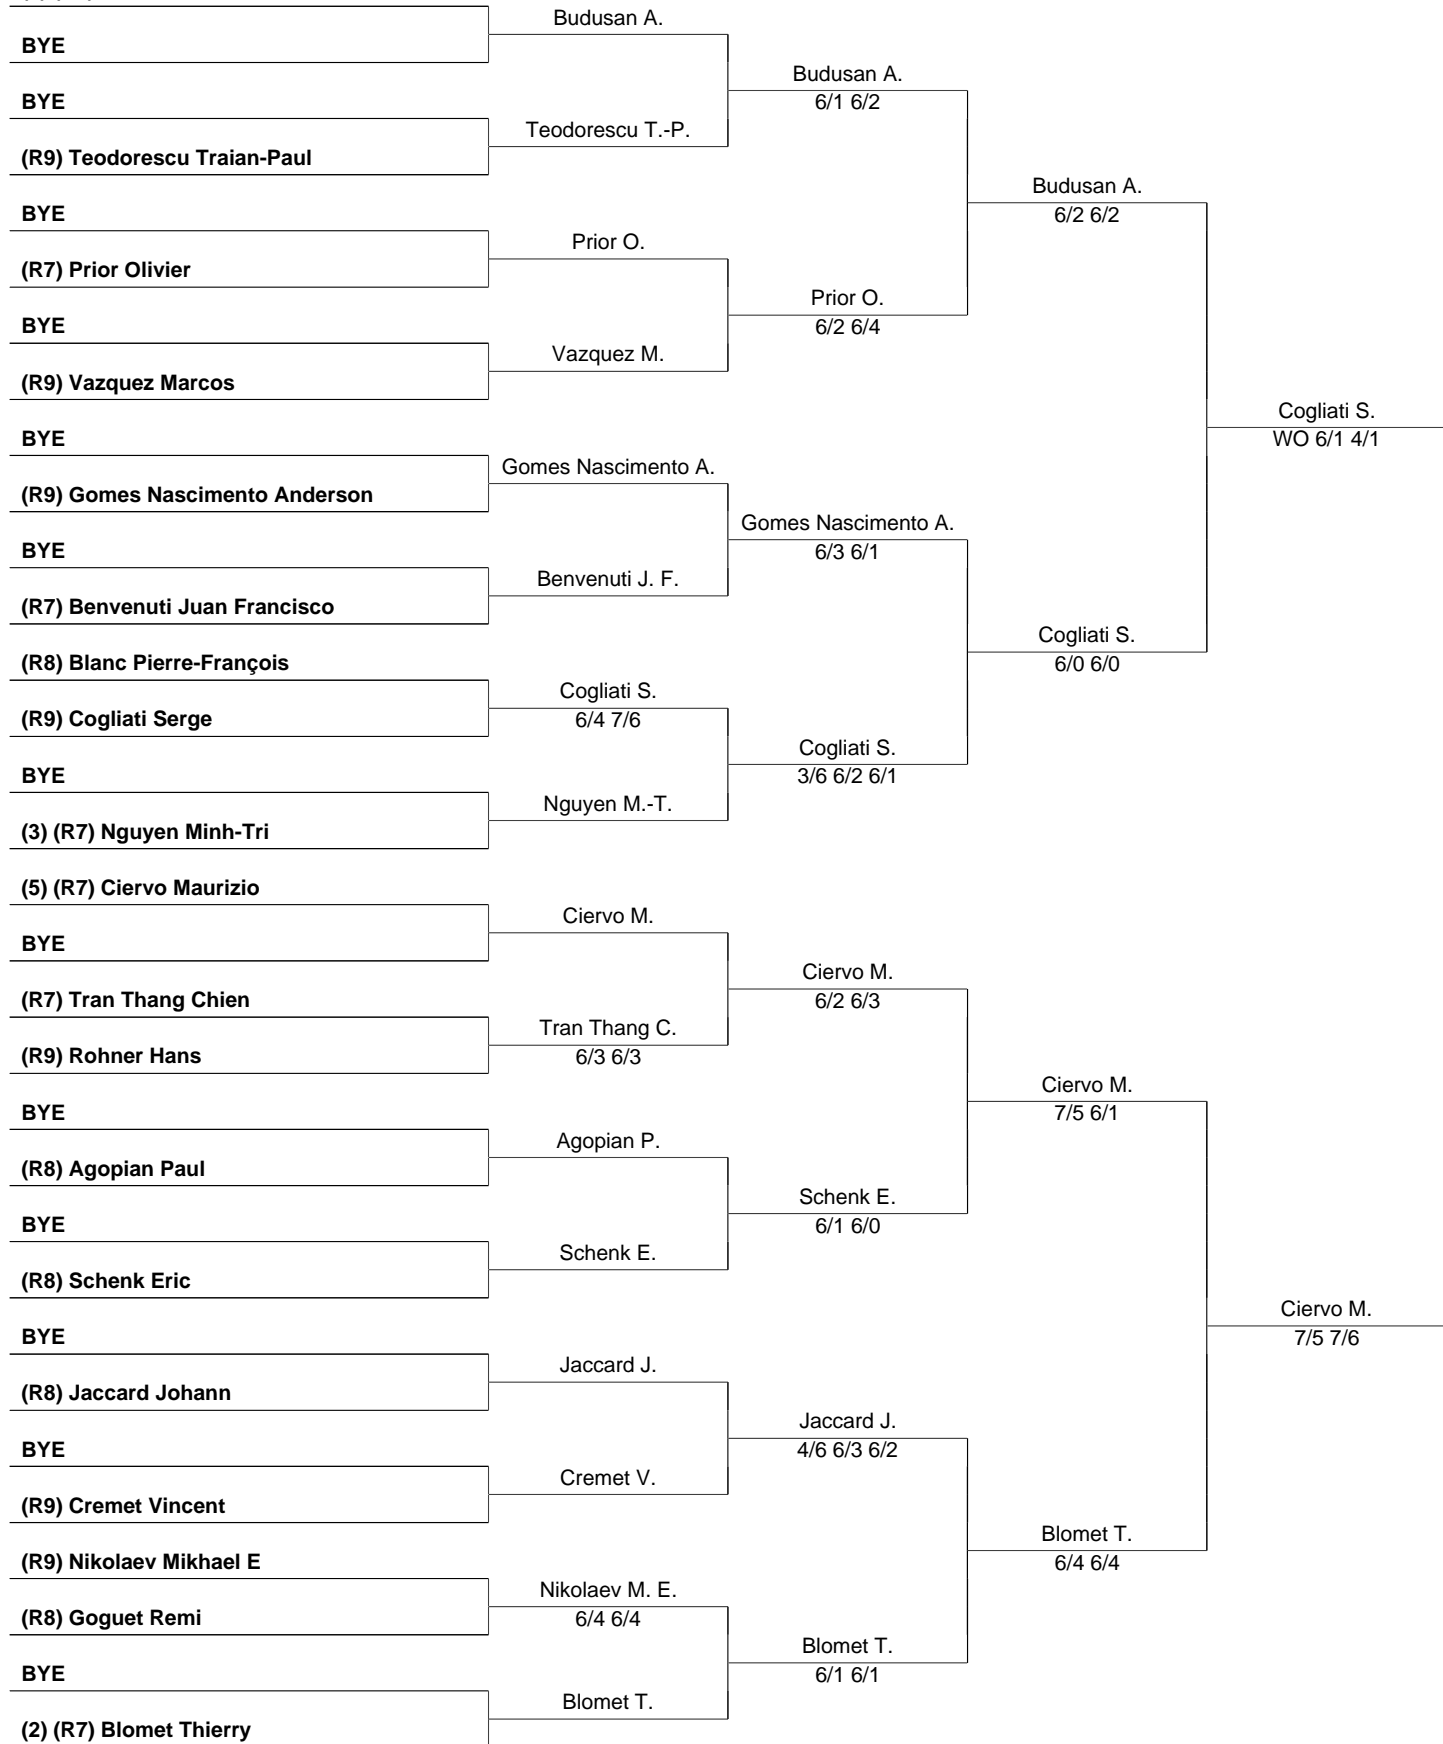 BYE
BYE
(R9) Teodorescu Traian-Paul
BYE
(R7) Prior Olivier
BYE
(R9) Vazquez Marcos
BYE
(R9) Gomes Nascimento Anderson
BYE
(R7) Benvenuti Juan Francisco
(R8) Blanc Pierre-François
(R9) Cogliati Serge
BYE
(3) (R7) Nguyen Minh-Tri
(5) (R7) Ciervo Maurizio
BYE
(R7) Tran Thang Chien
(R9) Rohner Hans
BYE
(R8) Agopian Paul
BYE
(R8) Schenk Eric
BYE
(R8) Jaccard Johann
BYE
(R9) Cremet Vincent
(R9) Nikolaev Mikhael E
(R8) Goguet Remi
BYE
(2) (R7) Blomet Thierry
Budusan A.
Teodorescu T.-P.
Prior O.
Vazquez M.
Gomes Nascimento A.
Benvenuti J. F.
Cogliati S.
6/4 7/6
Nguyen M.-T.
Ciervo M.
Tran Thang C.
6/3 6/3
Agopian P.
Schenk E.
Jaccard J.
Cremet V.
Nikolaev M. E.
6/4 6/4
Blomet T.
Budusan A.
6/1 6/2
Prior O.
6/2 6/4
Gomes Nascimento A.
6/3 6/1
Cogliati S.
3/6 6/2 6/1
Ciervo M.
6/2 6/3
Schenk E.
6/1 6/0
Jaccard J.
4/6 6/3 6/2
Blomet T.
6/1 6/1
Budusan A.
6/2 6/2
Cogliati S.
6/0 6/0
Ciervo M.
7/5 6/1
Blomet T.
6/4 6/4
Cogliati S.
WO 6/1 4/1
Ciervo M.
7/5 7/6